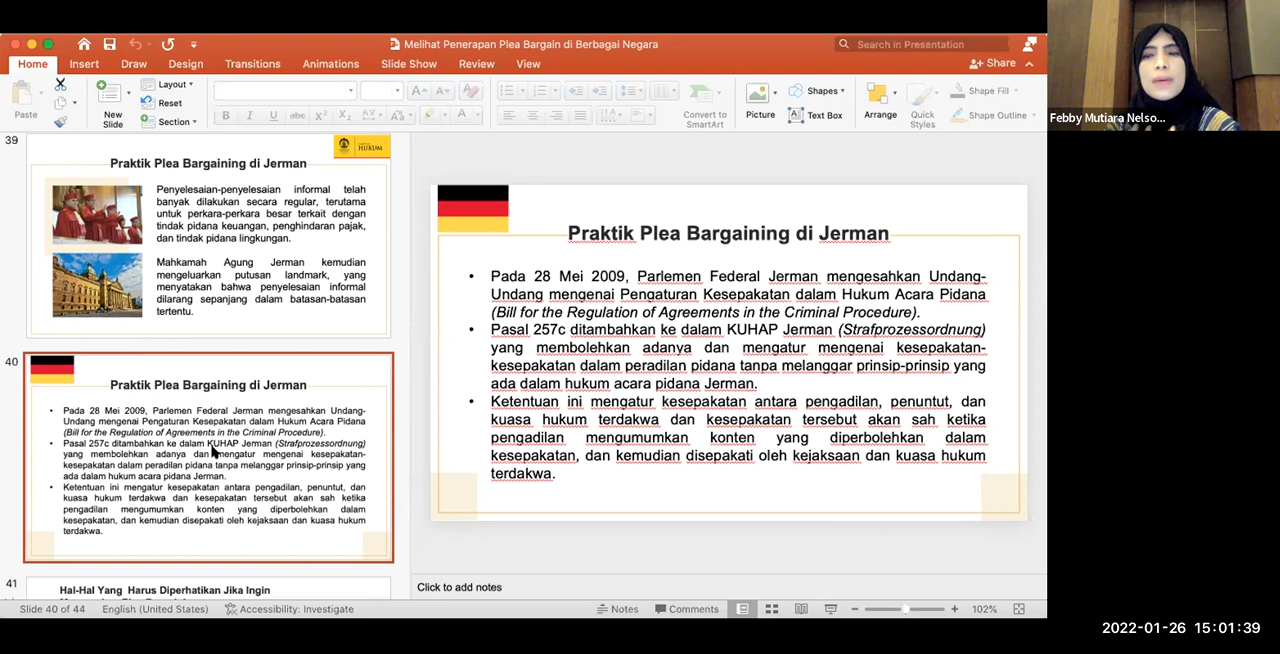 Melihat Penerapan Plea Bargain di Berbagai Negara
Search in Presentation
Home Insert Draw Design Transitions Animations Slide Show Review View
Share
Paste
New
Slide
Layout
Reset
Section
B I U abc X² X₂ AV Aa A
Convert to
SmartArt
Picture
Shapes
Text Box
Arrange
Quick
Styles
Shape Fill
Shape Outline
Febby Mutiara Nelso...
39
HUKUM
Praktik Plea Bargaining di Jerman
Penyelesaian-penyelesaian informal telah
banyak dilakukan secara regular, terutama
untuk perkara-perkara besar terkait dengan
tindak pidana keuangan, penghindaran pajak,
dan tindak pidana lingkungan.
Mahkamah Agung Jerman kemudian
mengeluarkan putusan landmark, yang
menyatakan bahwa penyelesaian informal
dilarang sepanjang dalam batasan-batasan
tertentu.
40
Praktik Plea Bargaining di Jerman
• Pada 28 Mei 2009, Parlemen Federal Jerman mengesahkan Undang-
Undang mengenai Pengaturan Kesepakatan dalam Hukum Acara Pidana
(Bill for the Regulation of Agreements in the Criminal Procedure).
• Pasal 257c ditambahkan ke dalam KUHAP Jerman (Strafprozessordnung)
yang membolehkan adanya dan mengatur mengenai kesepakatan-
kesepakatan dalam peradilan pidana tanpa melanggar prinsip-prinsip yang
ada dalam hukum acara pidana Jerman.
• Ketentuan ini mengatur kesepakatan antara pengadilan, penuntut, dan
kuasa hukum terdakwa dan kesepakatan tersebut akan sah ketika
pengadilan mengumumkan konten yang diperbolehkan dalam
kesepakatan, dan kemudian disepakati oleh kejaksaan dan kuasa hukum
terdakwa.
41
Hal-Hal Yang Harus Diperhatikan Jika Ingin
Praktik Plea Bargaining di Jerman
• Pada 28 Mei 2009, Parlemen Federal Jerman mengesahkan Undang-
Undang mengenai Pengaturan Kesepakatan dalam Hukum Acara Pidana
(Bill for the Regulation of Agreements in the Criminal Procedure).
• Pasal 257c ditambahkan ke dalam KUHAP Jerman (Strafprozessordnung)
yang membolehkan adanya dan mengatur mengenai kesepakatan-
kesepakatan dalam peradilan pidana tanpa melanggar prinsip-prinsip yang
ada dalam hukum acara pidana Jerman.
• Ketentuan ini mengatur kesepakatan antara pengadilan, penuntut, dan
kuasa hukum terdakwa dan kesepakatan tersebut akan sah ketika
pengadilan mengumumkan konten yang diperbolehkan dalam
kesepakatan, dan kemudian disepakati oleh kejaksaan dan kuasa hukum
terdakwa.
Click to add notes
Slide 40 of 44 English (United States) Accessibility: Investigate Notes Comments 102%
2022-01-26 15:01:39